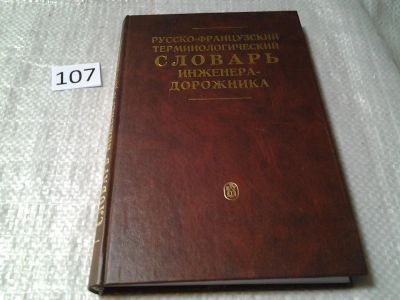 107
РУССКО-ФРАНЦУЗСКИЙ
ТЕРМИНОЛОГИЧЕСКИЙ
СЛОВАРЬ
ИНЖЕНЕРА-
ДОРОЖНИКА